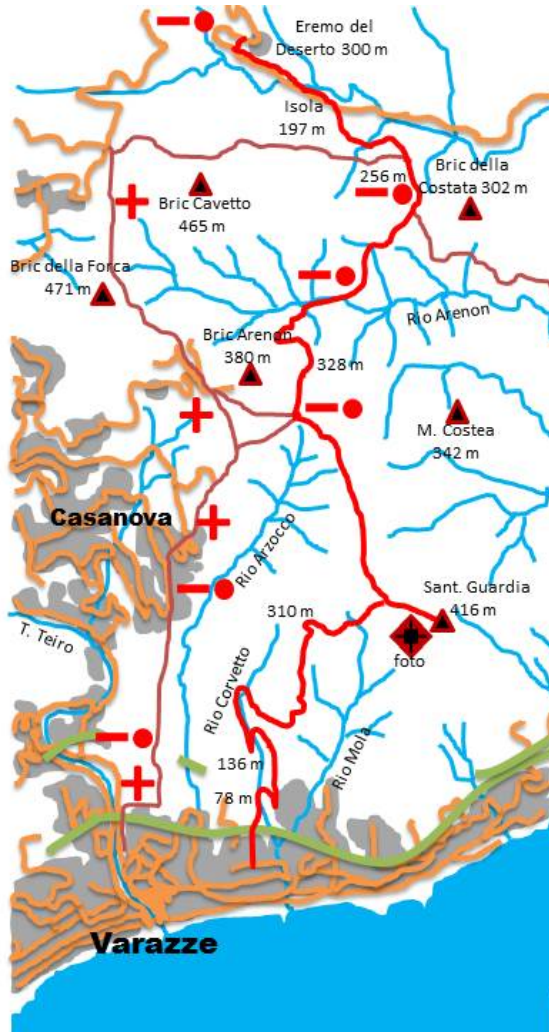 Eremo del
Deserto 300 m
Isola
197 m
256 m
Bric della
Costata 302 m
Bric Cavetto
465 m
Bric della Forca
471 m
Rio Arenon
Bric Arenon
380 m
328 m
M. Costea
342 m
Casanova
Rio Arzocco
Sant. Guardia
416 m
310 m
foto
T. Teiro
Rio Corvetto
Rio Mola
136 m
78 m
Varazze